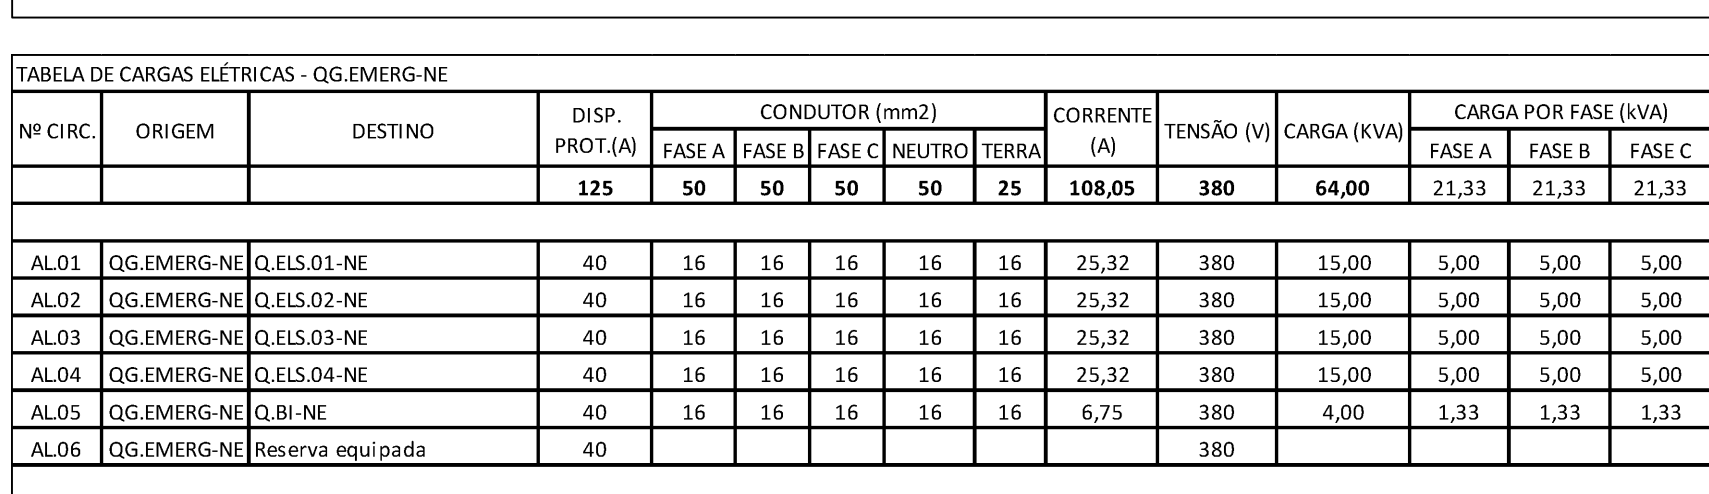 TABELA DE CARGAS ELÉTRICAS - QG.EMERG-NE
Nº CIRC. ORIGEM DESTINO DISP. PROT.(A) CONDUTOR (mm2) CORRENTE (A) TENSÃO (V) CARGA (KVA) CARGA POR FASE (kVA)
FASE A FASE B FASE C NEUTRO TERRA FASE A FASE B FASE C
125 50 50 50 50 25 108,05 380 64,00 21,33 21,33 21,33
AL.01 QG.EMERG-NE Q.ELS.01-NE 40 16 16 16 16 16 25,32 380 15,00 5,00 5,00 5,00
AL.02 QG.EMERG-NE Q.ELS.02-NE 40 16 16 16 16 16 25,32 380 15,00 5,00 5,00 5,00
AL.03 QG.EMERG-NE Q.ELS.03-NE 40 16 16 16 16 16 25,32 380 15,00 5,00 5,00 5,00
AL.04 QG.EMERG-NE Q.ELS.04-NE 40 16 16 16 16 16 25,32 380 15,00 5,00 5,00 5,00
AL.05 QG.EMERG-NE Q.BI-NE 40 16 16 16 16 16 6,75 380 4,00 1,33 1,33 1,33
AL.06 QG.EMERG-NE Reserva equipada 40 380